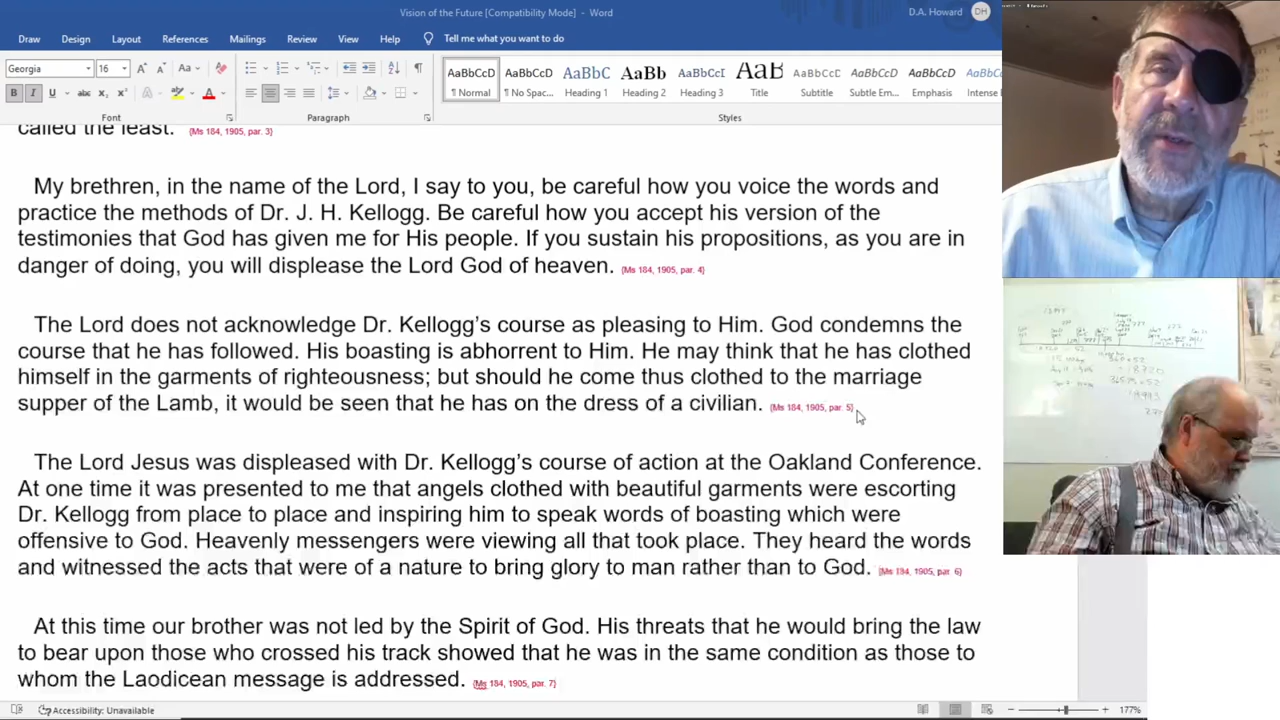 Vision of the Future [Compatibility Mode] - Word
D.A. Howard
DH
Draw Design Layout References Mailings Review View Help Tell me what you want to do
Georgia 16
AaBbCcD AaBbCcD AaBbC AaBb AaBbCcI AaB AaBbCcD AaBbCcD AaBbCcD AaBbC
¶ Normal ¶ No Spac... Heading 1 Heading 2 Heading 3 Title Subtitle Subtle Em... Emphasis Intense
Font Paragraph Styles
called the least. {Ms 184, 1905, par. 3}
My brethren, in the name of the Lord, I say to you, be careful how you voice the words and
practice the methods of Dr. J. H. Kellogg. Be careful how you accept his version of the
testimonies that God has given me for His people. If you sustain his propositions, as you are in
danger of doing, you will displease the Lord God of heaven. {Ms 184, 1905, par. 4}
The Lord does not acknowledge Dr. Kellogg's course as pleasing to Him. God condemns the
course that he has followed. His boasting is abhorrent to Him. He may think that he has clothed
himself in the garments of righteousness; but should he come thus clothed to the marriage
supper of the Lamb, it would be seen that he has on the dress of a civilian. {Ms 184, 1905, par. 5}
The Lord Jesus was displeased with Dr. Kellogg's course of action at the Oakland Conference.
At one time it was presented to me that angels clothed with beautiful garments were escorting
Dr. Kellogg from place to place and inspiring him to speak words of boasting which were
offensive to God. Heavenly messengers were viewing all that took place. They heard the words
and witnessed the acts that were of a nature to bring glory to man rather than to God. {Ms 184, 1905, par. 6}
At this time our brother was not led by the Spirit of God. His threats that he would bring the law
to bear upon those who crossed his track showed that he was in the same condition as those to
whom the Laodicean message is addressed. {Ms 184, 1905, par. 7}
Accessibility: Unavailable
177%